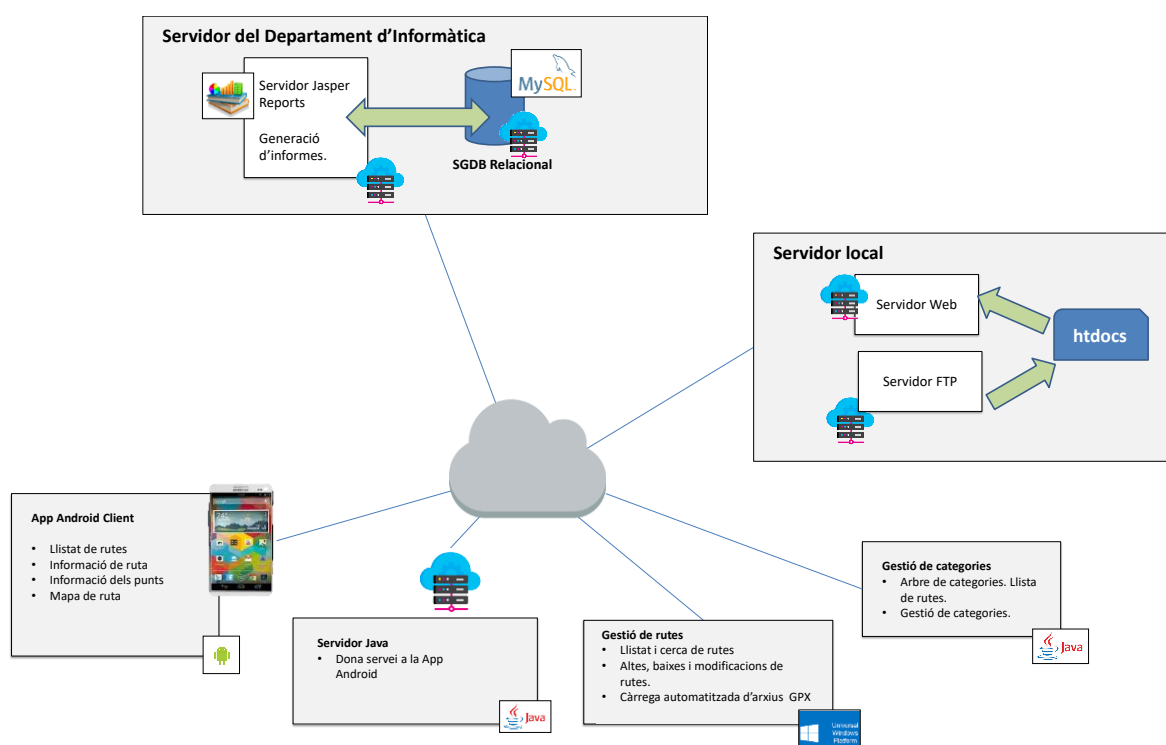 Servidor del Departament d'Informàtica
Servidor Jasper
Reports
Generació
d'informes.
MySQL
SGDB Relacional
Servidor local
Servidor Web
htdocs
Servidor FTP
App Android Client
• Llistat de rutes
• Informació de ruta
• Informació dels punts
• Mapa de ruta
Servidor Java
• Dona servei a la App
Android
Java
Gestió de rutes
• Llistat i cerca de rutes
• Altes, baixes i modificacions de
rutes.
• Càrrega automatitzada d'arxius GPX
Universal
Windows
Platform
Gestió de categories
• Arbre de categories. Llista
de rutes.
• Gestió de categories.
Java